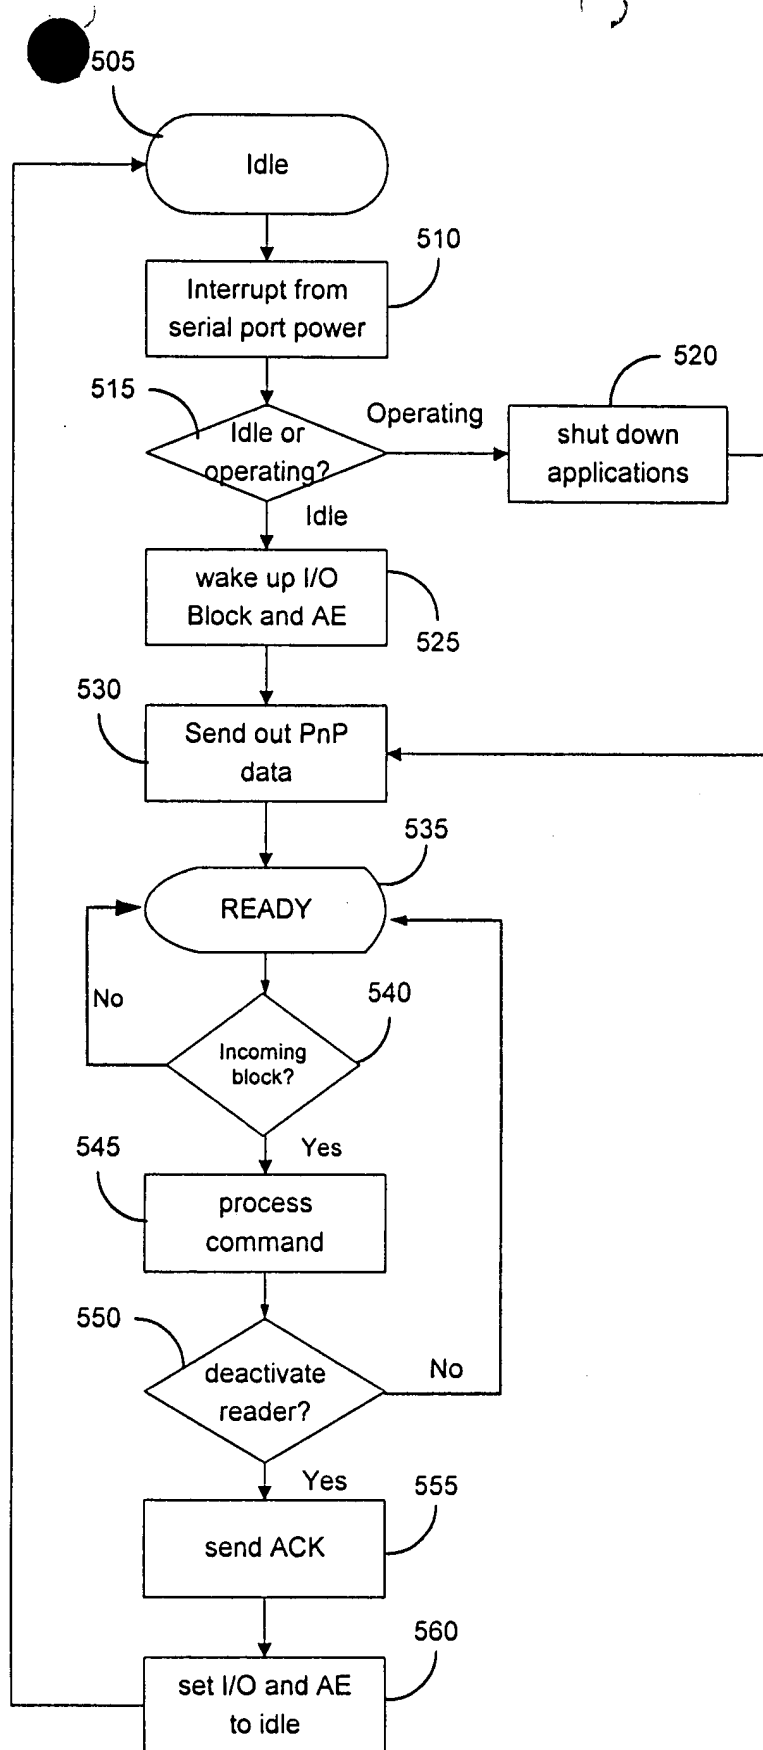 505
Idle
510
Interrupt from
serial port power
520
515
Operating
Idle or
operating?
shut down
applications
Idle
wake up I/O
Block and AE
525
530
Send out PnP
data
535
READY
540
No
Incoming
block?
545
Yes
process
command
550
deactivate
reader?
No
Yes
555
send ACK
560
set I/O and AE
to idle